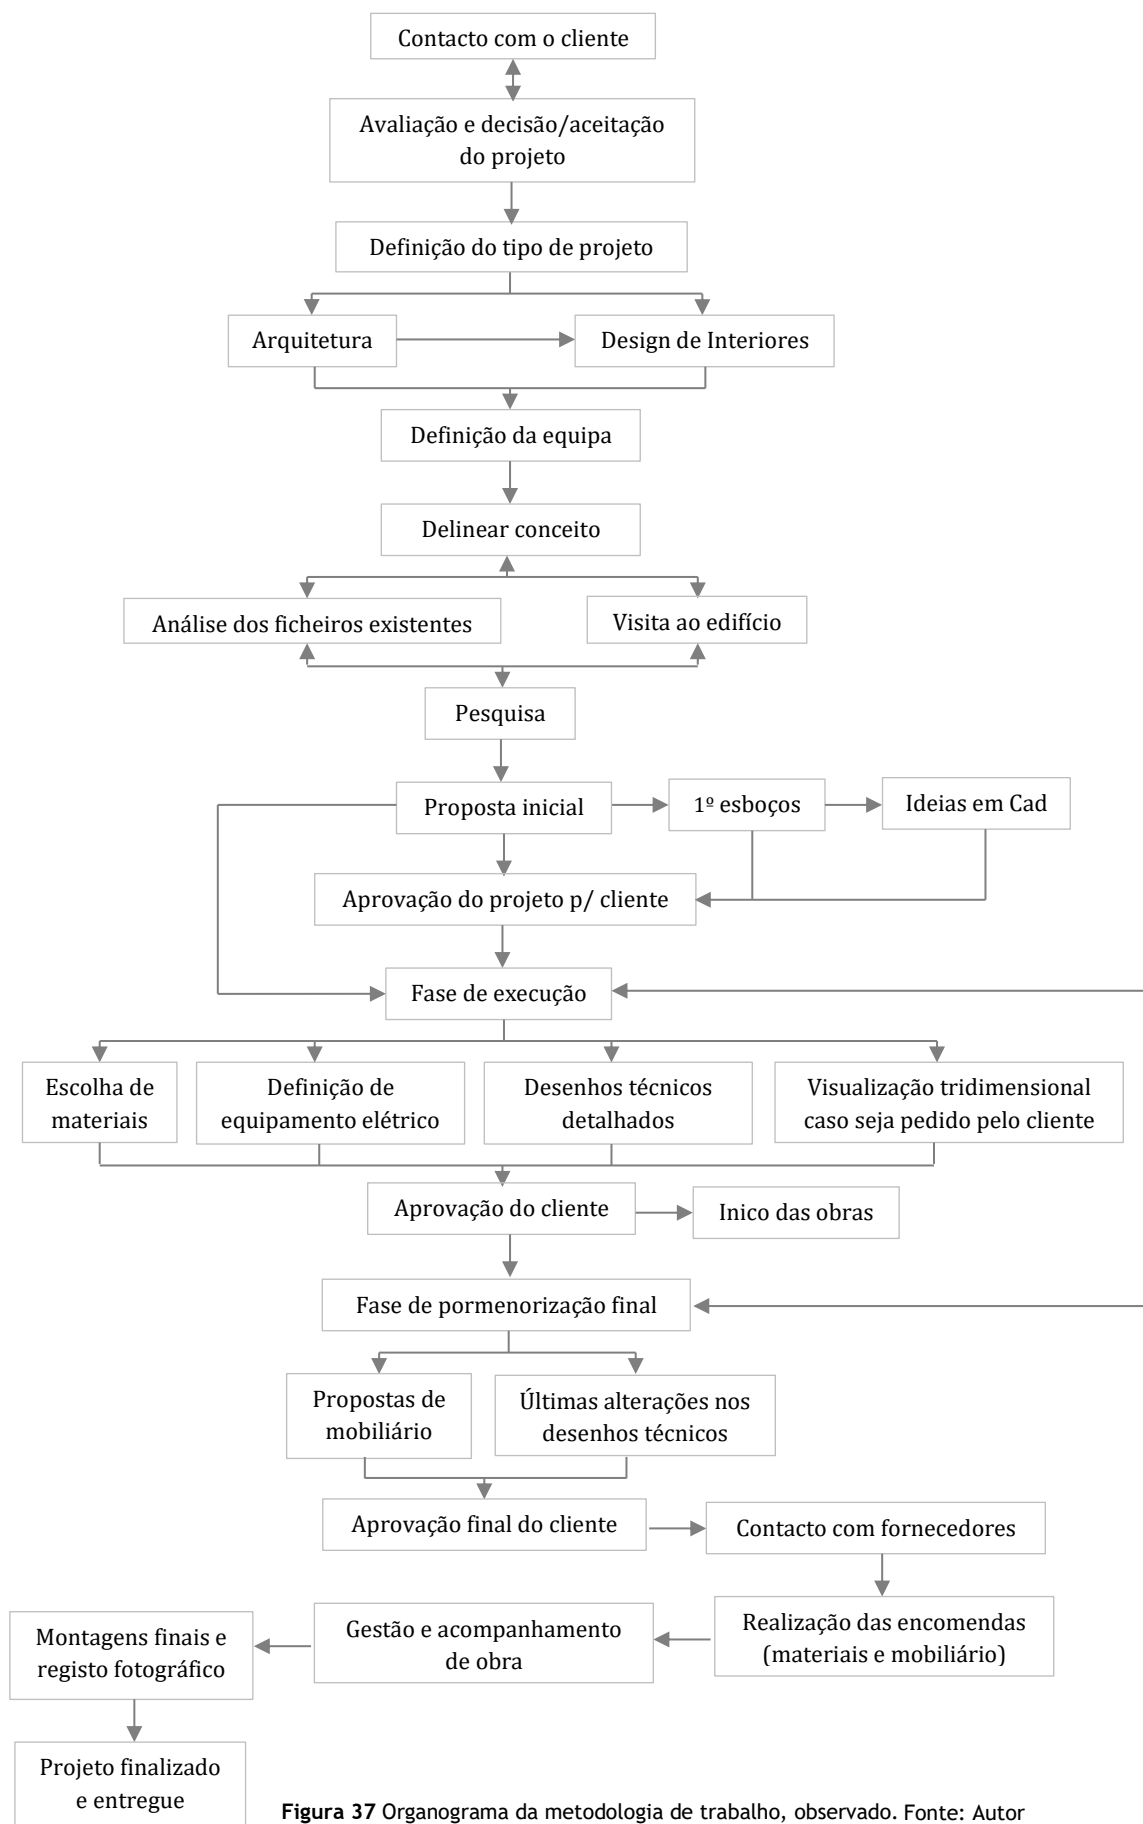 Contacto com o cliente
Avaliação e decisão/aceitação
do projeto
Definição do tipo de projeto
Arquitetura
Design de Interiores
Definição da equipa
Delinear conceito
Análise dos ficheiros existentes
Visita ao edifício
Pesquisa
Proposta inicial
1º esboços
Ideias em Cad
Aprovação do projeto p/ cliente
Fase de execução
Escolha de
materiais
Definição de
equipamento elétrico
Desenhos técnicos
detalhados
Visualização tridimensional
caso seja pedido pelo cliente
Aprovação do cliente
Inico das obras
Fase de pormenorização final
Propostas de
mobiliário
Últimas alterações nos
desenhos técnicos
Aprovação final do cliente
Contacto com fornecedores
Realização das encomendas
(materiais e mobiliário)
Gestão e acompanhamento
de obra
Montagens finais e
registo fotográfico
Projeto finalizado
e entregue
Figura 37 Organograma da metodologia de trabalho, observado. Fonte: Autor